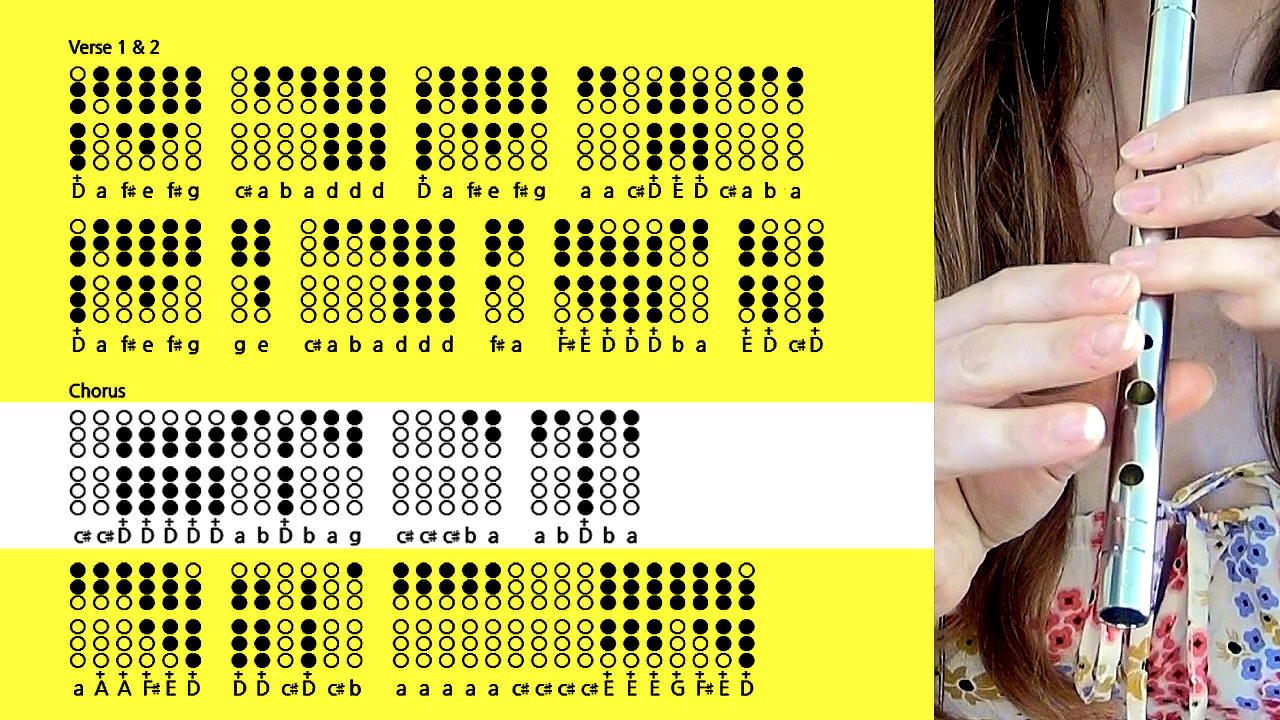 Verse 1 & 2
+ + + + +
D a f# e f# g c# a b a d d d D a f# e f# g a a c# D E D c# a b a
+ + + + + + + + +
D a f# e f# g g e c# a b a d d d f# a F# E D D D b a E D c# D
Chorus
+ + + + + + +
c# c# D D D D D a b D b a g c# c# c# b a a b D b a
+ + + + + + + + + + + + + + +
a A A F# E D D D c# D c# b a a a a a c# c# c# c# E E E G F# E D